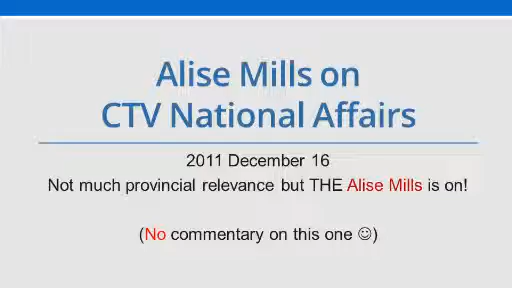 Alise Mills on
CTV National Affairs
2011 December 16
Not much provincial relevance but THE Alise Mills is on!
(No commentary on this one ☺)